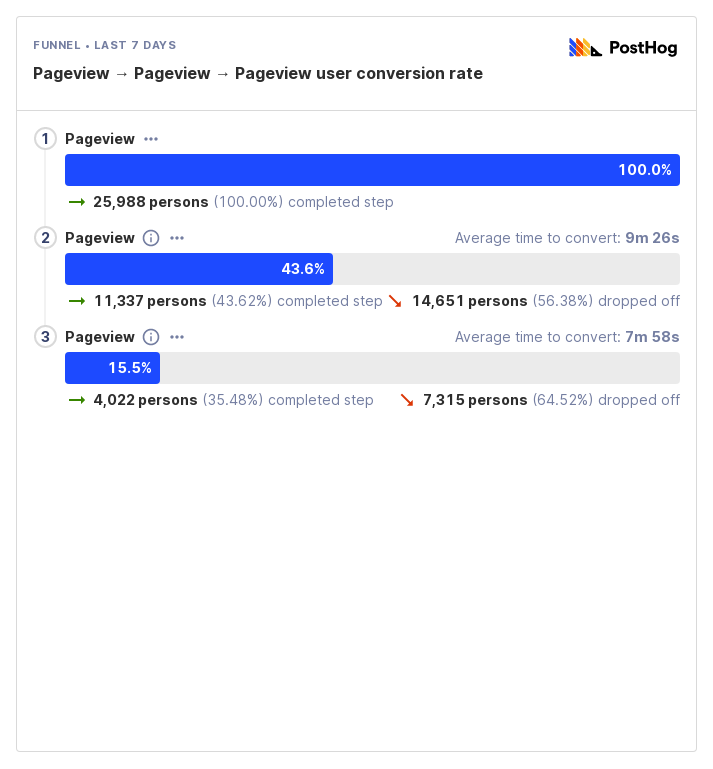 FUNNEL • LAST 7 DAYS
PostHog
Pageview → Pageview → Pageview user conversion rate
1 Pageview
100.0%
→ 25,988 persons (100.00%) completed step
2 Pageview Average time to convert: 9m 26s
43.6%
→ 11,337 persons (43.62%) completed step ↘ 14,651 persons (56.38%) dropped off
3 Pageview Average time to convert: 7m 58s
15.5%
→ 4,022 persons (35.48%) completed step ↘ 7,315 persons (64.52%) dropped off